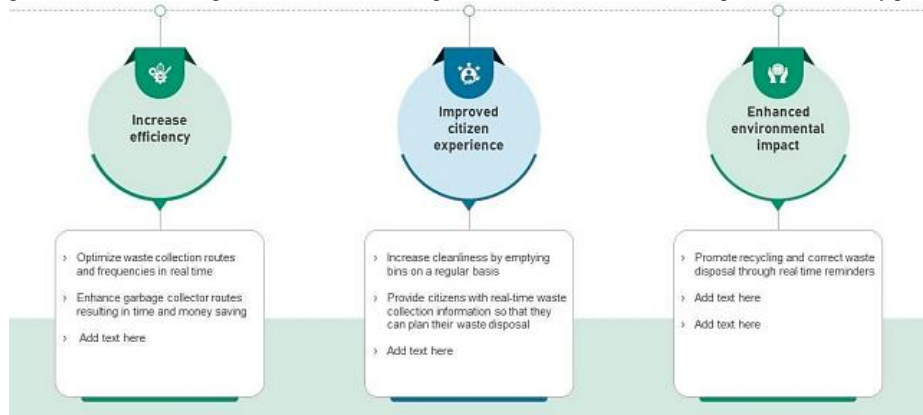 Increase
efficiency
Improved
citizen
experience
Enhanced
environmental
impact
› Optimize waste collection routes
and frequencies in real time
› Enhance garbage collector routes
resulting in time and money saving
› Add text here
› Increase cleanliness by emptying
bins on a regular basis
› Provide citizens with real-time waste
collection information so that they
can plan their waste disposal
› Add text here
› Promote recycling and correct waste
disposal through real time reminders
› Add text here
› Add text here